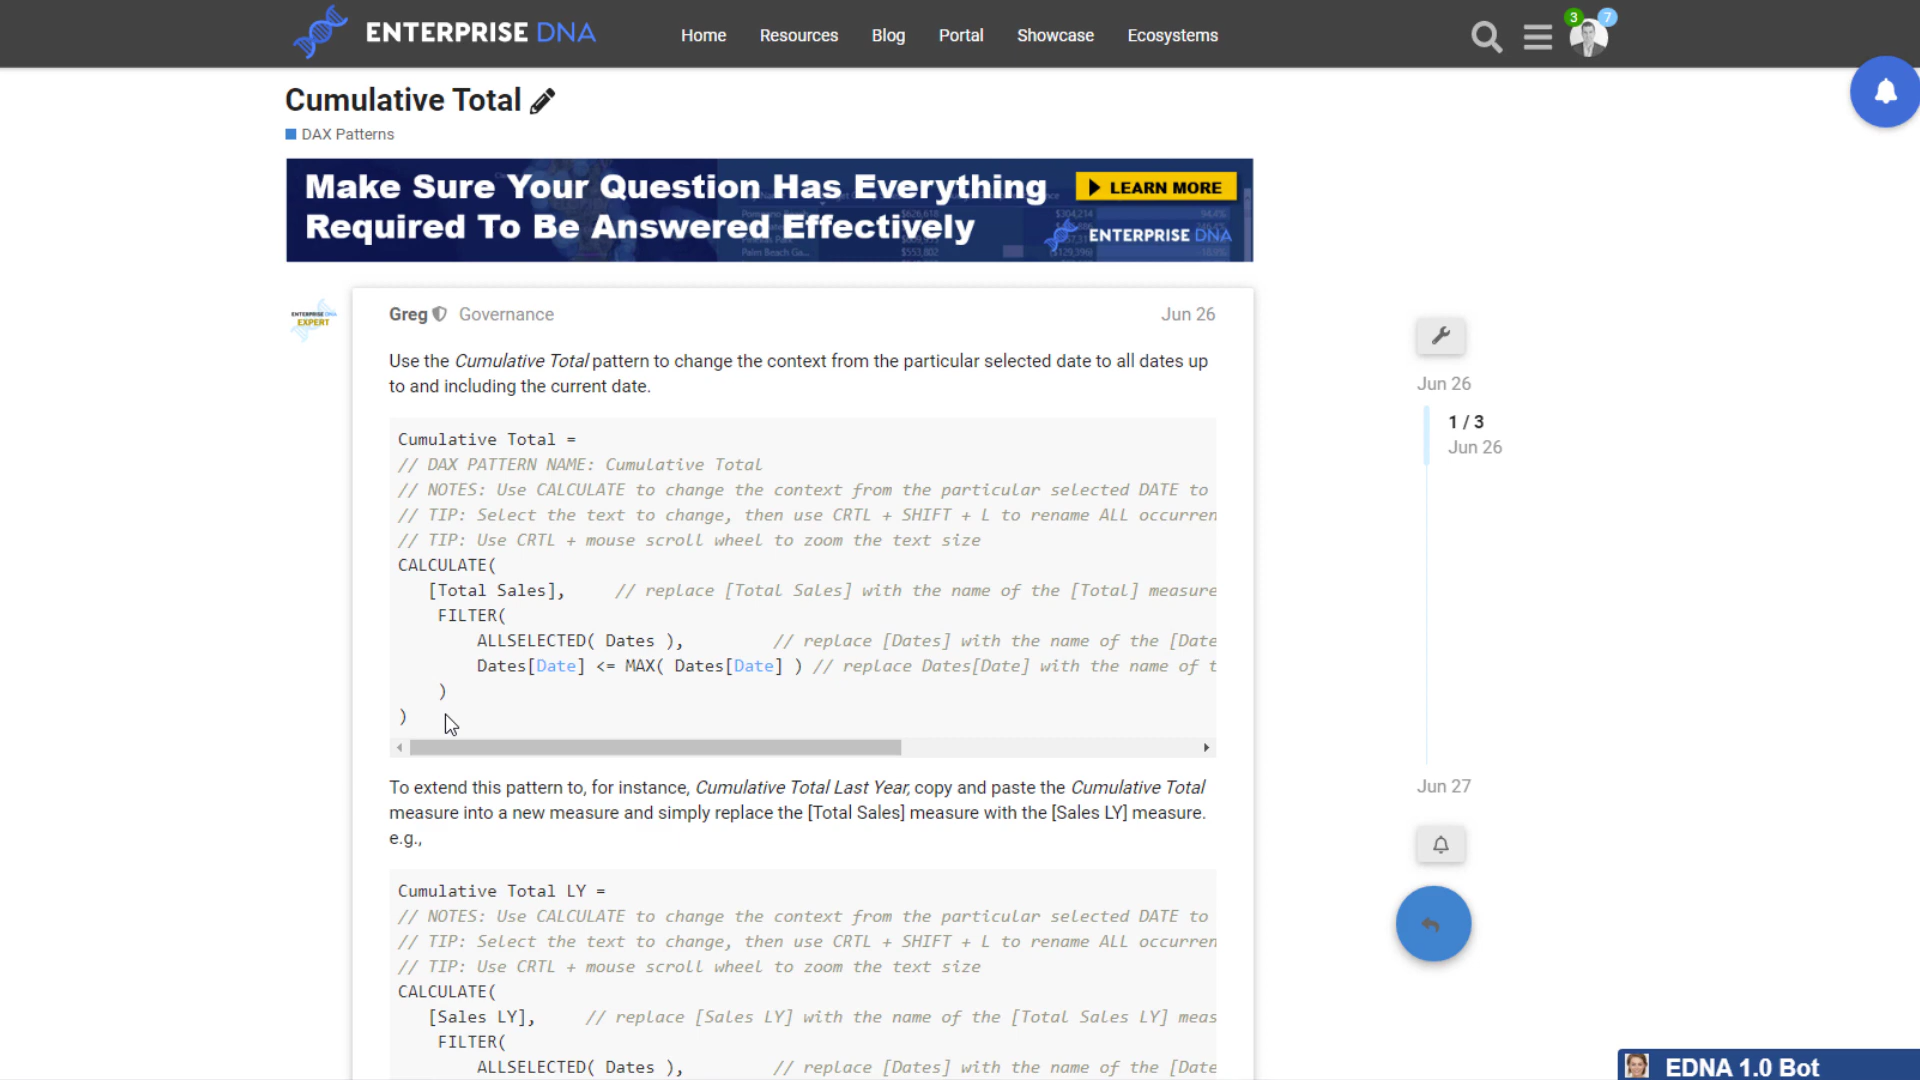 ENTERPRISE DNA
Home Resources Blog Portal Showcase Ecosystems
3 7
Cumulative Total
DAX Patterns
Make Sure Your Question Has Everything
Required To Be Answered Effectively
LEARN MORE
ENTERPRISE DNA
ENTERPRISE DNA
EXPERT
Greg Governance Jun 26
Use the Cumulative Total pattern to change the context from the particular selected date to all dates up
to and including the current date.
Cumulative Total =
// DAX PATTERN NAME: Cumulative Total
// NOTES: Use CALCULATE to change the context from the particular selected DATE to
// TIP: Select the text to change, then use CRTL + SHIFT + L to rename ALL occurren
// TIP: Use CRTL + mouse scroll wheel to zoom the text size
CALCULATE(
[Total Sales], // replace [Total Sales] with the name of the [Total] measure
FILTER(
ALLSELECTED( Dates ), // replace [Dates] with the name of the [Date
Dates[Date] <= MAX( Dates[Date] ) // replace Dates[Date] with the name of t
)
)
To extend this pattern to, for instance, Cumulative Total Last Year, copy and paste the Cumulative Total
measure into a new measure and simply replace the [Total Sales] measure with the [Sales LY] measure.
e.g.,
Cumulative Total LY =
// NOTES: Use CALCULATE to change the context from the particular selected DATE to
// TIP: Select the text to change, then use CRTL + SHIFT + L to rename ALL occurren
// TIP: Use CRTL + mouse scroll wheel to zoom the text size
CALCULATE(
[Sales LY], // replace [Sales LY] with the name of the [Total Sales LY] meas
FILTER(
ALLSELECTED( Dates ), // replace [Dates] with the name of the [Date
Jun 26
1 / 3
Jun 26
Jun 27
EDNA 1.0 Bot